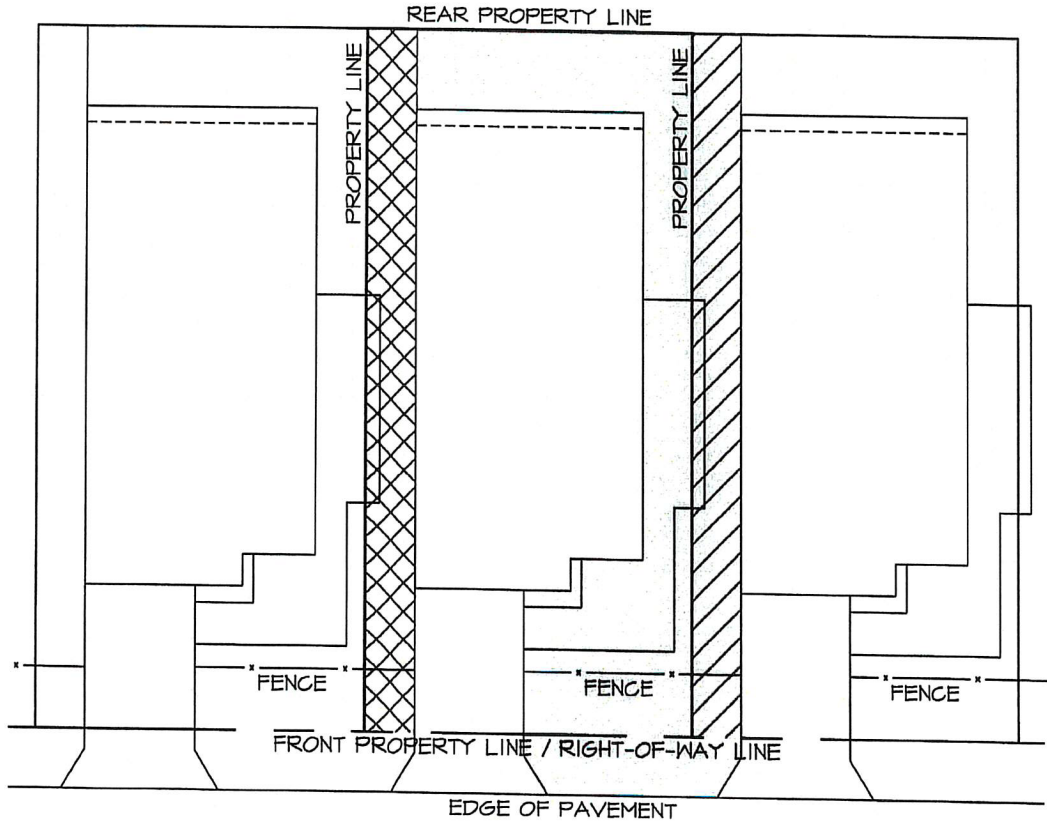 REAR PROPERTY LINE
PROPERTY LINE
PROPERTY LINE
FENCE
FENCE
FENCE
FRONT PROPERTY LINE / RIGHT-OF-WAY LINE
EDGE OF PAVEMENT